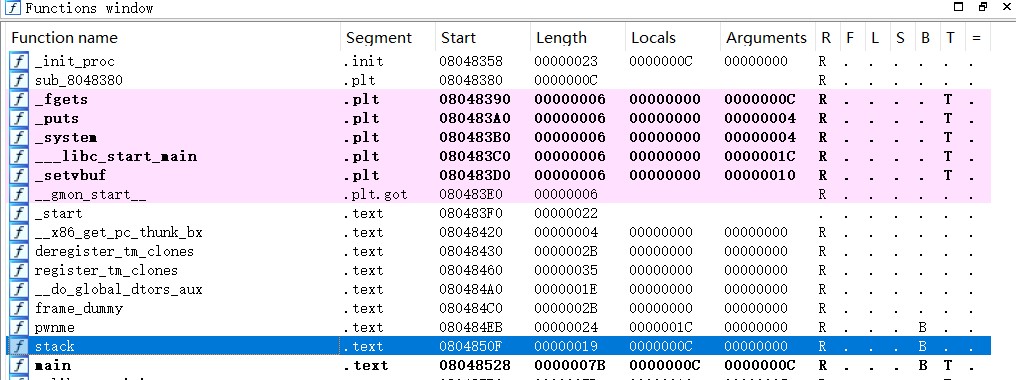 Functions window
Function name Segment Start Length Locals Arguments R F L S B T =
_init_proc .init 08048358 00000023 0000000C 00000000 R . . . . . .
sub_8048380 .plt 08048380 0000000C R . . . . . .
_fgets .plt 08048390 00000006 00000000 0000000C R . . . . T .
_puts .plt 080483A0 00000006 00000000 00000004 R . . . . T .
_system .plt 080483B0 00000006 00000000 00000004 R . . . . T .
___libc_start_main .plt 080483C0 00000006 00000000 0000001C R . . . . T .
_setvbuf .plt 080483D0 00000006 00000000 00000010 R . . . . T .
__gmon_start__ .plt.got 080483E0 00000006 R . . . . . .
_start .text 080483F0 00000022 . . . . . . .
__x86_get_pc_thunk_bx .text 08048420 00000004 00000000 00000000 R . . . . . .
deregister_tm_clones .text 08048430 0000002B 00000000 00000000 R . . . . . .
register_tm_clones .text 08048460 00000035 00000000 00000000 R . . . . . .
__do_global_dtors_aux .text 080484A0 0000001E 00000000 00000000 R . . . . . .
frame_dummy .text 080484C0 0000002B 00000000 00000000 R . . . . . .
pwnme .text 080484EB 00000024 0000001C 00000000 R . . . B . .
stack .text 0804850F 00000019 0000000C 00000000 R . . . B . .
main .text 08048528 0000007B 0000000C 00000000 R . . . B T .